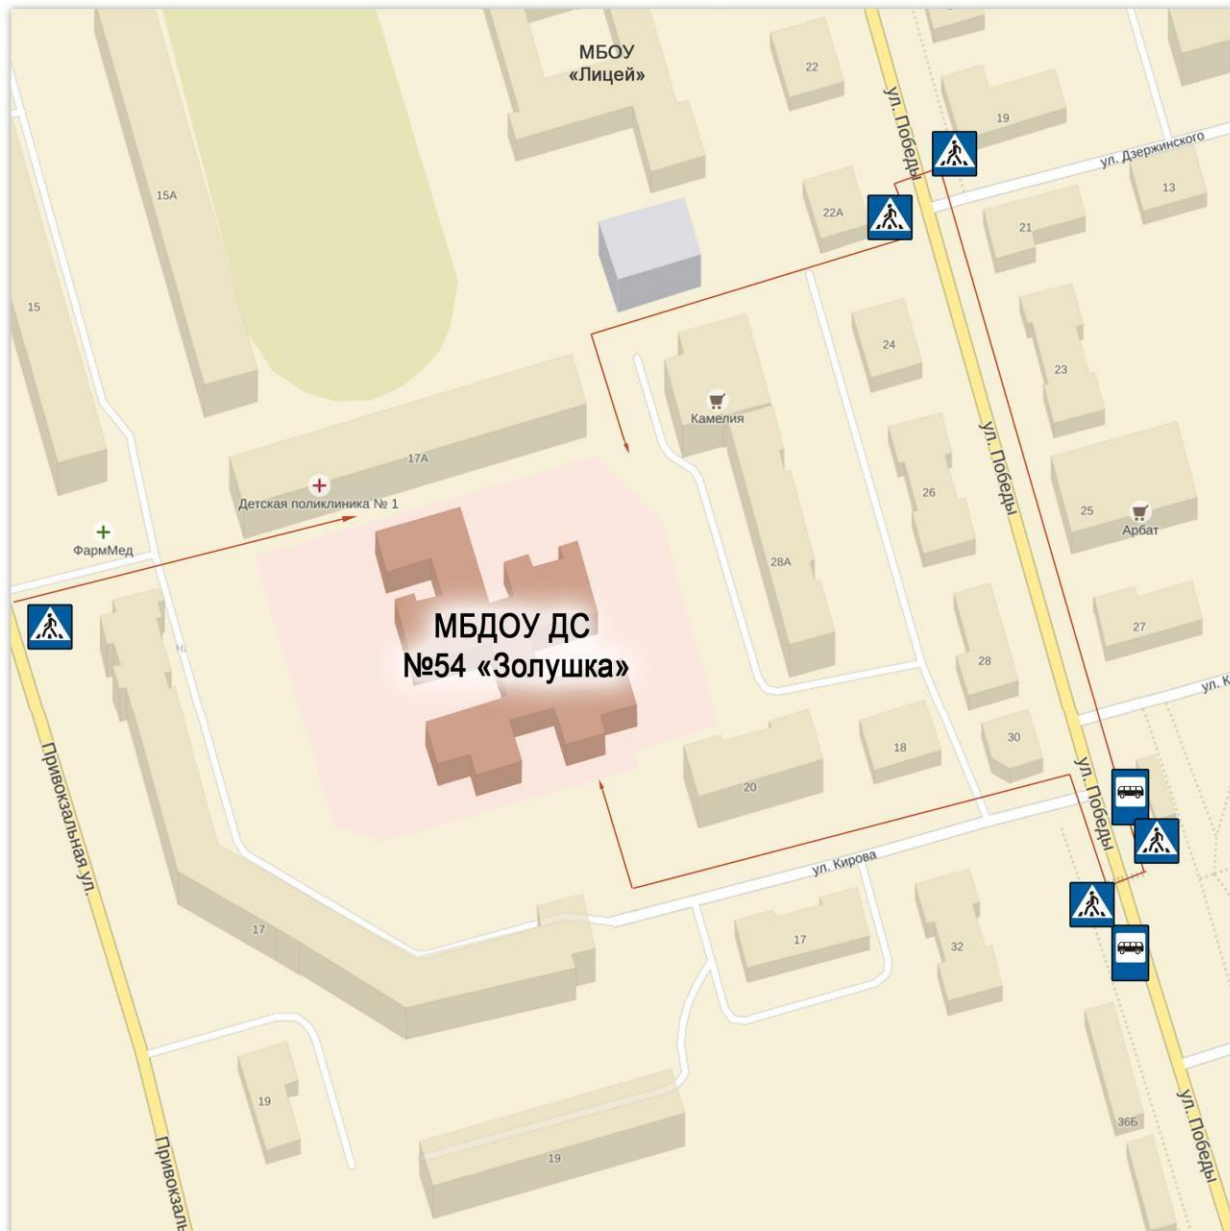 МБОУ
«Лицей»
22
ул. Победы
19
ул. Дзержинского
15А
22А
13
21
15
24
23
Камелия
ул. Победы
17А
Детская поликлиника № 1
26
25
Арбат
ФармМед
28А
МБДОУ ДС
№54 «Золушка»
27
28
ул. К
18
30
20
ул. Победы
Привокзальная ул.
ул. Кирова
17
17
32
19
19
36Б
ул. Победы
Привокзаль